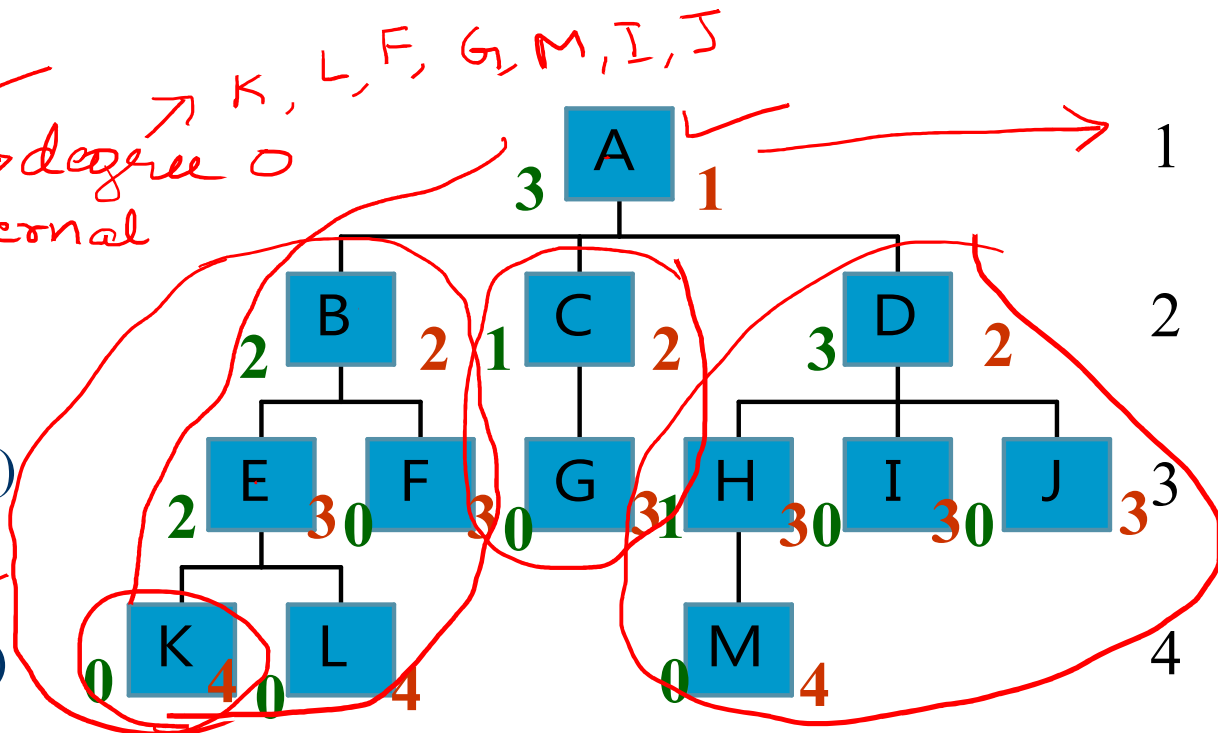 K, L, F, G, M, I, J
degree 0
ernal
A 1
3 1
B C D 2
2 2 1 2 3 2
E F G H I J 3
2 3 0 3 0 3 1 3 0 3 0 3
K L M 4
0 4 0 4 0 4